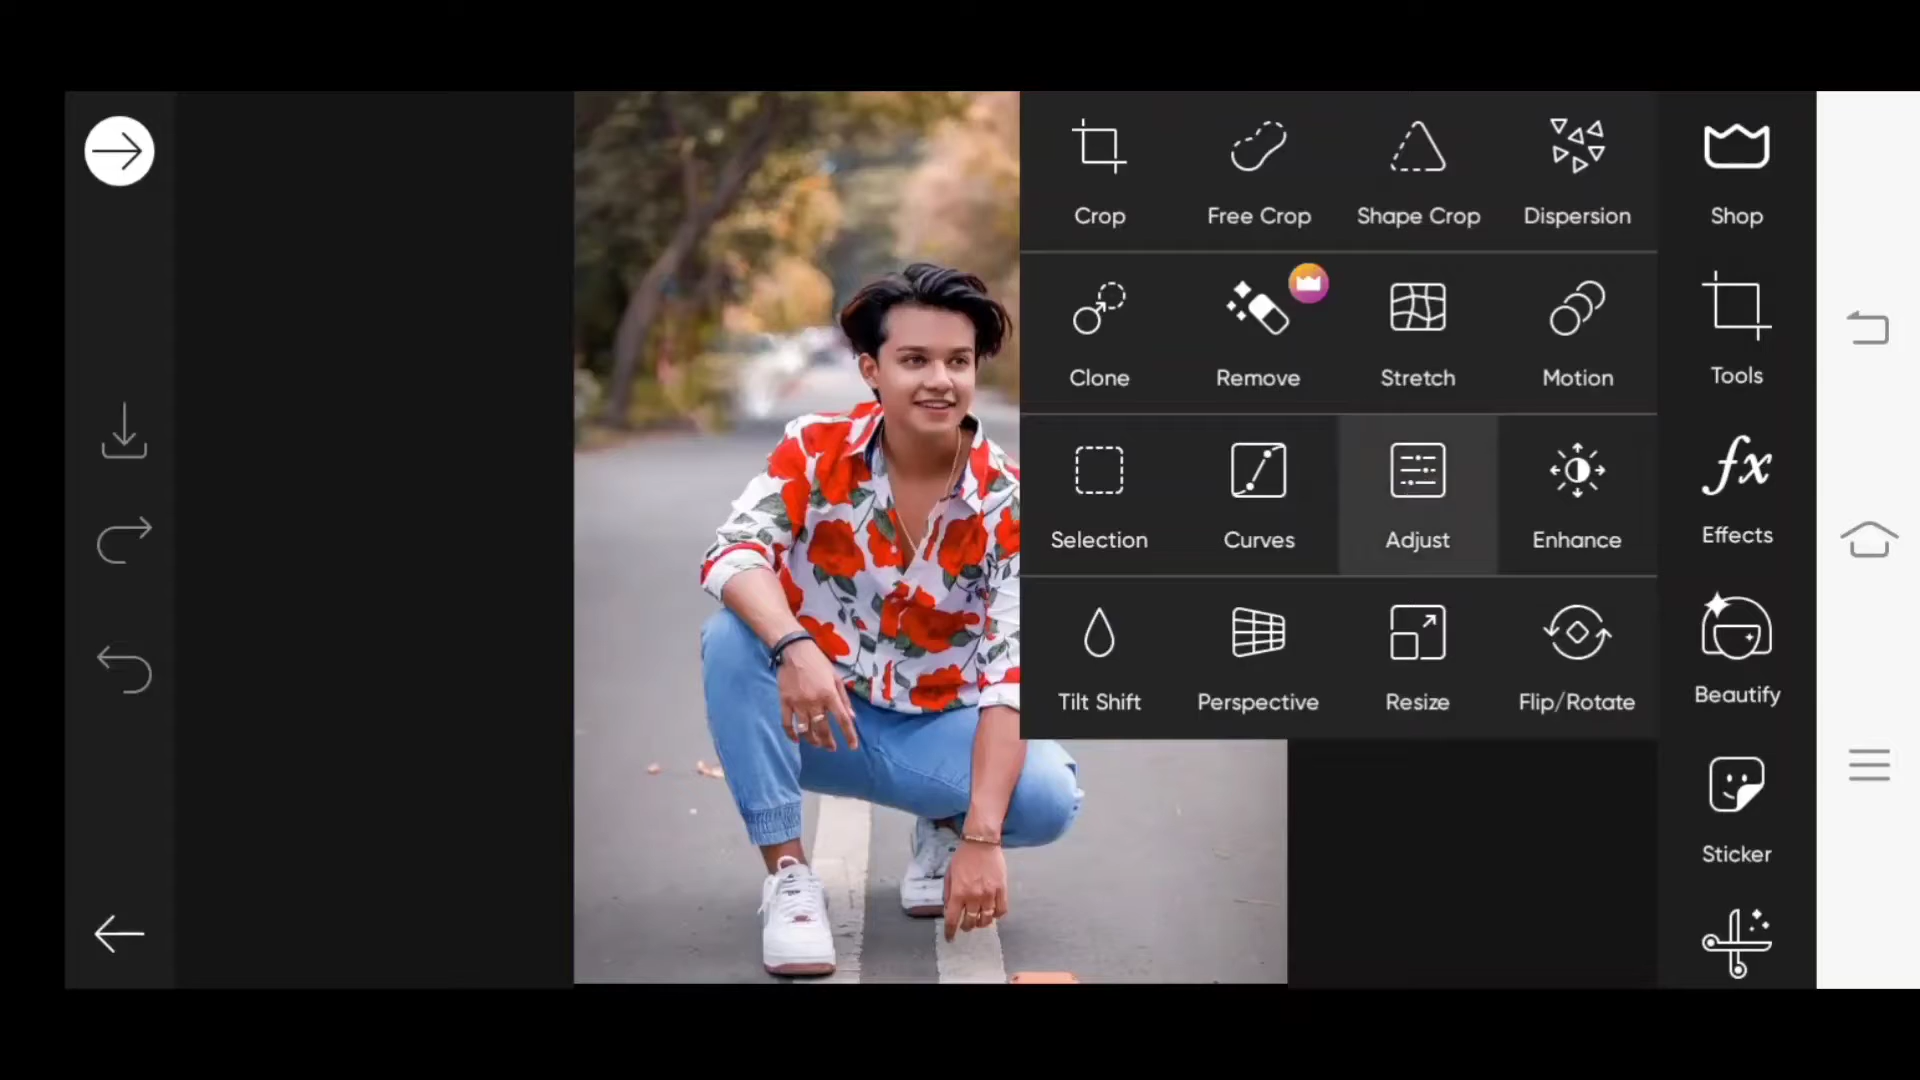 Crop Free Crop Shape Crop Dispersion
Clone Remove Stretch Motion
Selection Curves Adjust Enhance
Tilt Shift Perspective Resize Flip/Rotate
Shop
Tools
fx
Effects
Beautify
Sticker